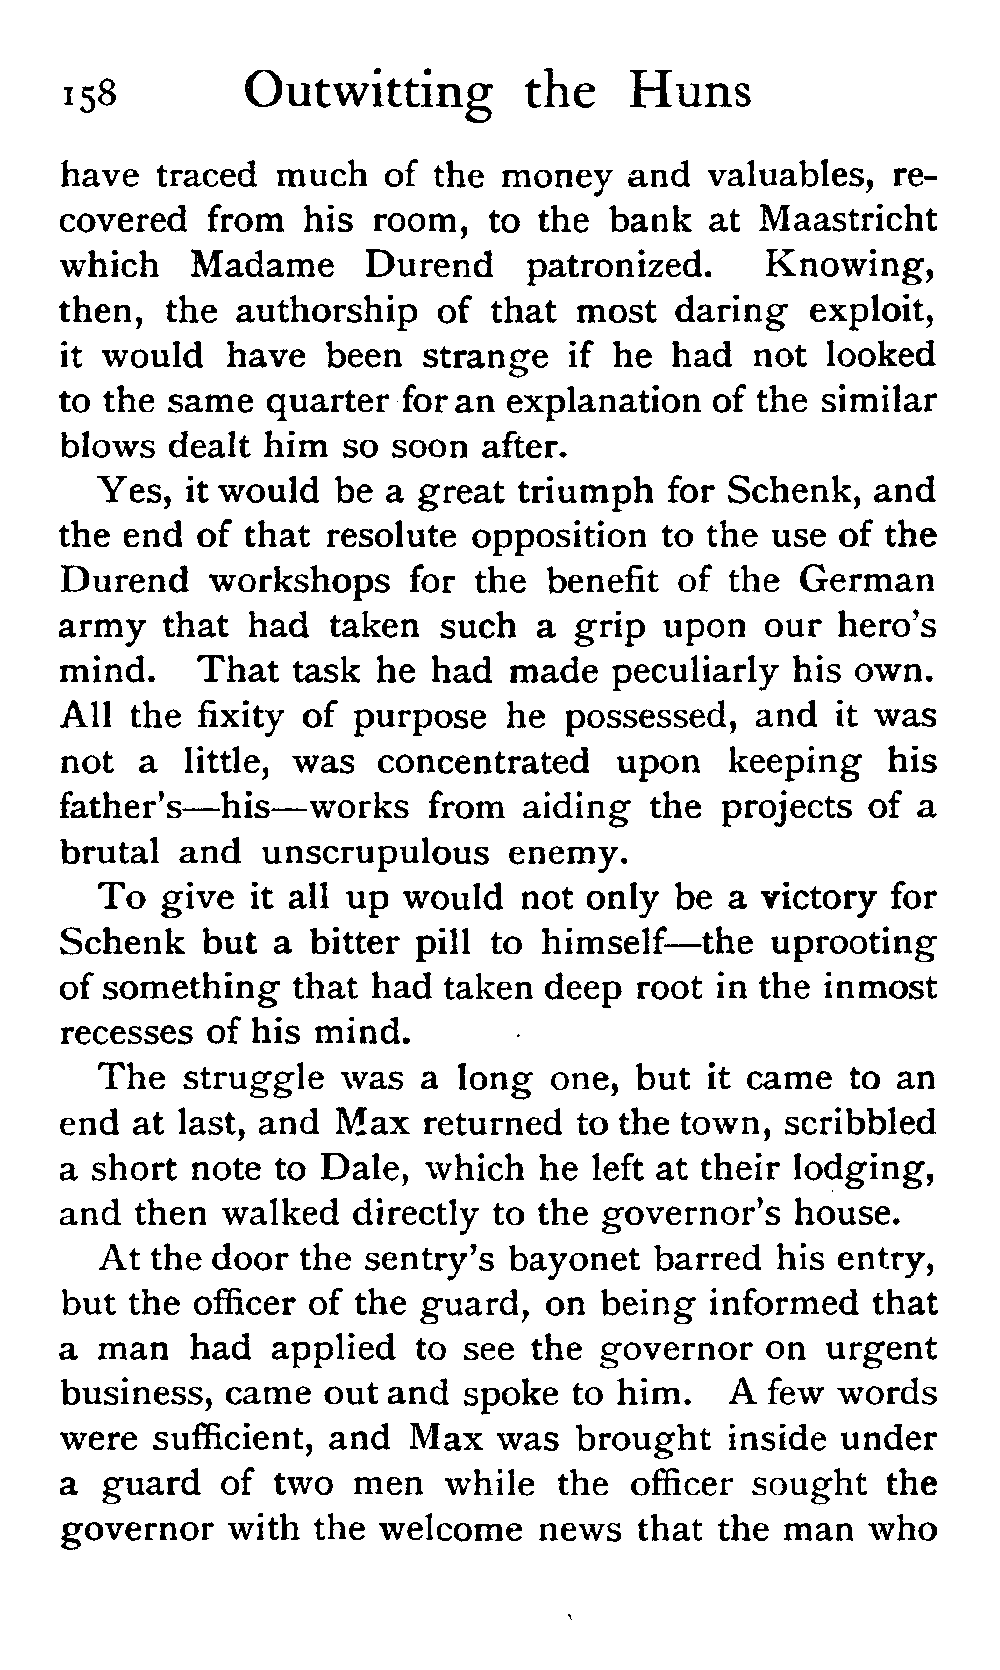 158 Outwitting the Huns
have traced much of the money and valuables, re-
covered from his room, to the bank at Maastricht
which Madame Durend patronized. Knowing,
then, the authorship of that most daring exploit,
it would have been strange if he had not looked
to the same quarter for an explanation of the similar
blows dealt him so soon after.
Yes, it would be a great triumph for Schenk, and
the end of that resolute opposition to the use of the
Durend workshops for the benefit of the German
army that had taken such a grip upon our hero's
mind. That task he had made peculiarly his own.
All the fixity of purpose he possessed, and it was
not a little, was concentrated upon keeping his
father's—his—works from aiding the projects of a
brutal and unscrupulous enemy.
To give it all up would not only be a victory for
Schenk but a bitter pill to himself—the uprooting
of something that had taken deep root in the inmost
recesses of his mind.
The struggle was a long one, but it came to an
end at last, and Max returned to the town, scribbled
a short note to Dale, which he left at their lodging,
and then walked directly to the governor's house.
At the door the sentry's bayonet barred his entry,
but the officer of the guard, on being informed that
a man had applied to see the governor on urgent
business, came out and spoke to him. A few words
were sufficient, and Max was brought inside under
a guard of two men while the officer sought the
governor with the welcome news that the man who